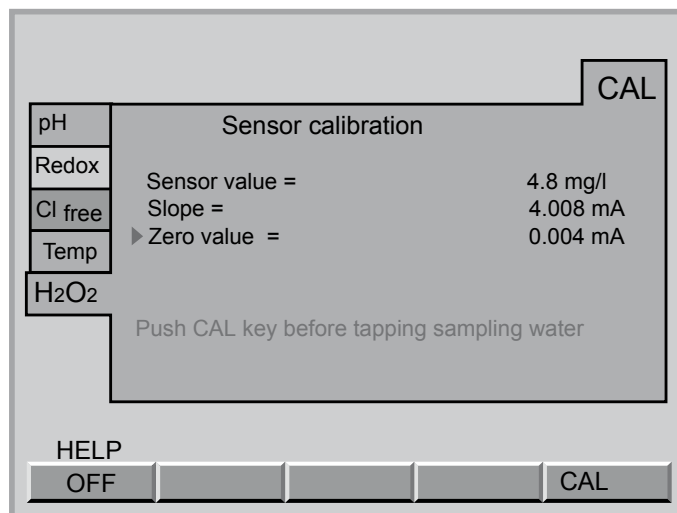 CAL
pH
Sensor calibration
Redox
Sensor value = 4.8 mg/l
Cl free
Slope = 4.008 mA
Temp
Zero value = 0.004 mA
H2O2
Push CAL key before tapping sampling water
HELP
OFF CAL